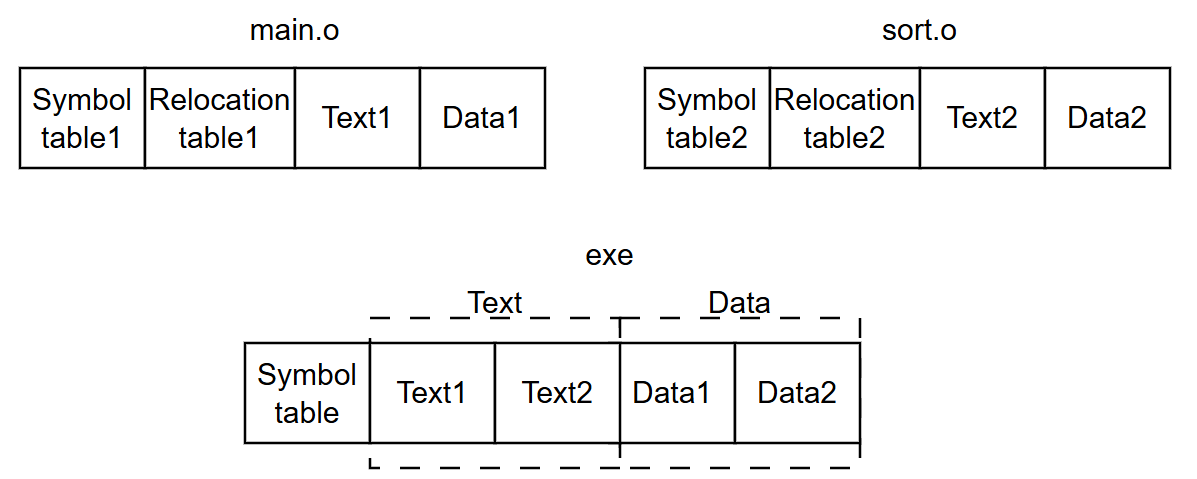 main.o
sort.o
Symbol
table1
Relocation
table1
Text1
Data1
Symbol
table2
Relocation
table2
Text2
Data2
exe
Text
Data
Symbol
table
Text1
Text2
Data1
Data2